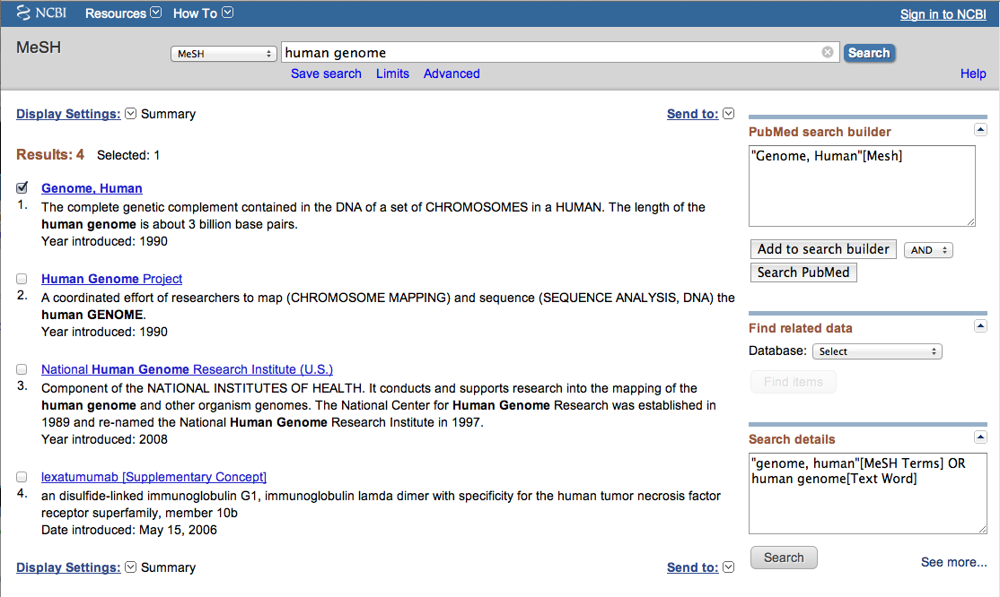 NCBI Resources How To Sign in to NCBI
MeSH
MeSH human genome Search
Save search Limits Advanced Help
Display Settings: Summary Send to:
Results: 4 Selected: 1
Genome, Human
1. The complete genetic complement contained in the DNA of a set of CHROMOSOMES in a HUMAN. The length of the
human genome is about 3 billion base pairs.
Year introduced: 1990
Human Genome Project
2. A coordinated effort of researchers to map (CHROMOSOME MAPPING) and sequence (SEQUENCE ANALYSIS, DNA) the
human GENOME.
Year introduced: 1990
National Human Genome Research Institute (U.S.)
3. Component of the NATIONAL INSTITUTES OF HEALTH. It conducts and supports research into the mapping of the
human genome and other organism genomes. The National Center for Human Genome Research was established in
1989 and re-named the National Human Genome Research Institute in 1997.
Year introduced: 2008
lexatumumab [Supplementary Concept]
4. an disulfide-linked immunoglobulin G1, immunoglobulin lamda dimer with specificity for the human tumor necrosis factor
receptor superfamily, member 10b
Date introduced: May 15, 2006
Display Settings: Summary Send to:
PubMed search builder
"Genome, Human"[Mesh]
Add to search builder AND
Search PubMed
Find related data
Database: Select
Find items
Search details
"genome, human"[MeSH Terms] OR
human genome[Text Word]
Search
See more...